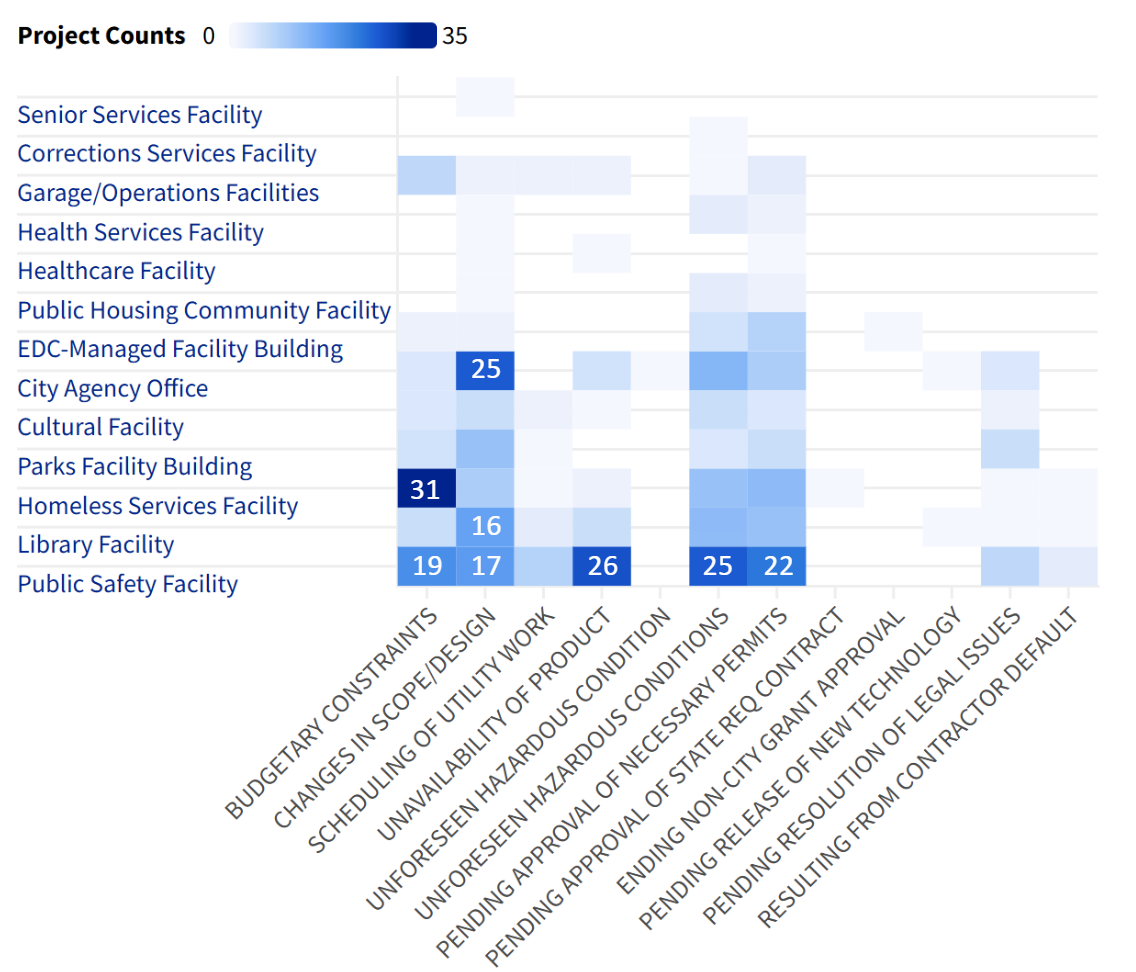 Project Counts 0 35
Senior Services Facility
Corrections Services Facility
Garage/Operations Facilities
Health Services Facility
Healthcare Facility
Public Housing Community Facility
EDC-Managed Facility Building
25
City Agency Office
Cultural Facility
Parks Facility Building
31
Homeless Services Facility
16
Library Facility
19 17 26 25 22
Public Safety Facility
BUDGETARY CONSTRAINTS
CHANGES IN SCOPE/DESIGN
SCHEDULING OF UTILITY WORK
UNAVAILABILITY OF PRODUCT
UNFORESEEN HAZARDOUS CONDITION
UNFORESEEN HAZARDOUS CONDITIONS
PENDING APPROVAL OF NECESSARY PERMITS
PENDING APPROVAL OF STATE REQ CONTRACT
ENDING NON-CITY GRANT APPROVAL
PENDING RELEASE OF NEW TECHNOLOGY
PENDING RESOLUTION OF LEGAL ISSUES
RESULTING FROM CONTRACTOR DEFAULT